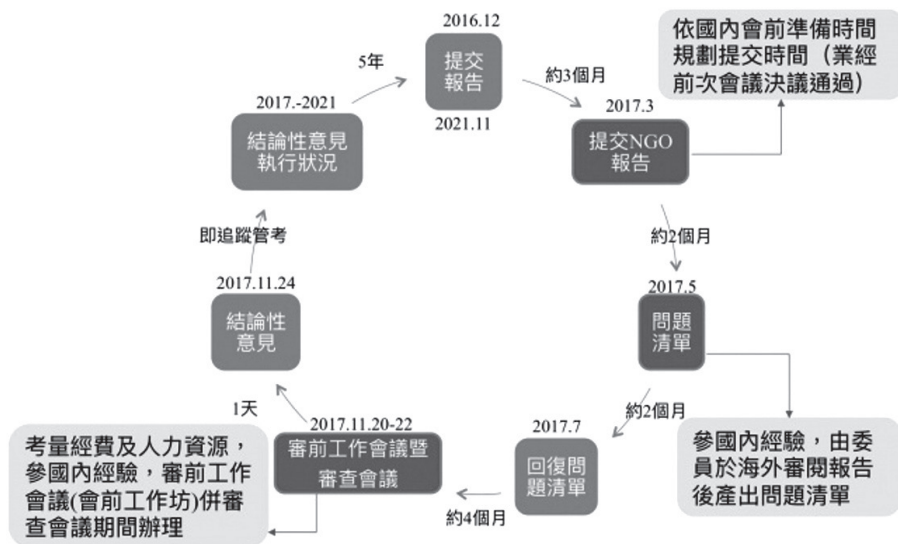 2016.12
提交
報告
2021.11
約3個月
依國內會前準備時間
規劃提交時間（業經
前次會議決議通過）
2017.3
提交NGO
報告
約2個月
2017.5
問題
清單
參國內經驗，由委
員於海外審閱報告
後產出問題清單
約2個月
2017.7
回復問
題清單
約4個月
2017.11.20-22
審前工作會議暨
審查會議
考量經費及人力資源，
參國內經驗，審前工作
會議(會前工作坊)併審
查會議期間辦理
1天
2017.11.24
結論性
意見
即追蹤管考
2017.-2021
結論性意見
執行狀況
5年